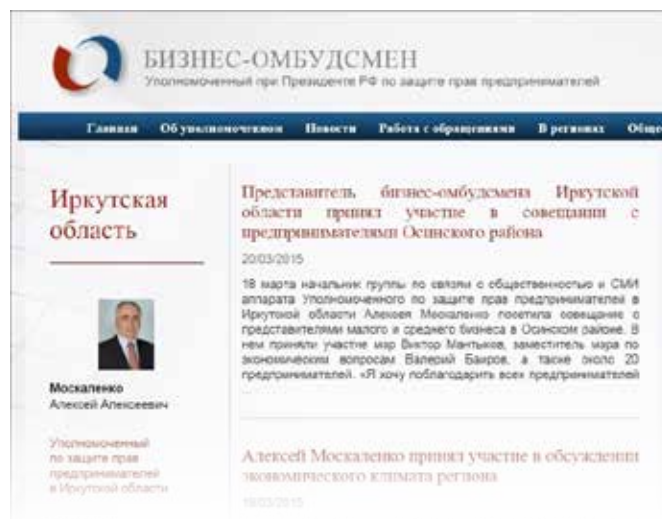 БИЗНЕС-ОМБУДСМЕН
Уполномоченный при Президенте РФ по защите прав предпринимателей
Главная Об уполномоченном Новости Работа с обращениями В регионах Обще
Иркутская
область
Москаленко
Алексей Алексеевич
Уполномоченный
по защите прав
предпринимателей
в Иркутской области
Представитель бизнес-омбудсмена Иркутской
области принял участие в совещании с
предпринимателями Осинского района
20/03/2015
18 марта начальник группы по связям с общественностью и СМИ
аппарата Уполномоченного по защите прав предпринимателей в
Иркутской области Алексея Москаленко посетила совещание с
представителями малого и среднего бизнеса в Осинском районе. В
нем приняли участие мэр Виктор Мантыков, заместитель мэра по
экономическим вопросам Валерий Баиров, а также около 20
предпринимателей. «Я хочу поблагодарить всех предпринимателей
...
Алексей Москаленко принял участие в обсуждении
экономического климата региона